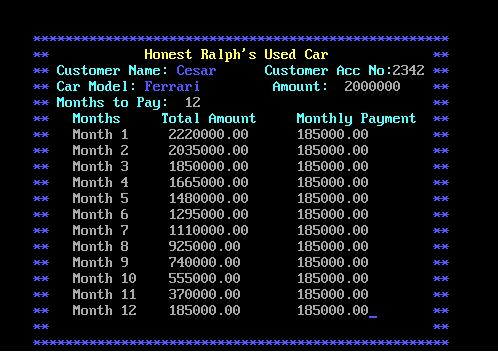 ****************************************************
** Honest Ralph's Used Car **
** Customer Name: Cesar Customer Acc No:2342 **
** Car Model: Ferrari Amount: 2000000 **
** Months to Pay: 12 **
** Months Total Amount Monthly Payment **
** Month 1 2220000.00 185000.00 **
** Month 2 2035000.00 185000.00 **
** Month 3 1850000.00 185000.00 **
** Month 4 1665000.00 185000.00 **
** Month 5 1480000.00 185000.00 **
** Month 6 1295000.00 185000.00 **
** Month 7 1110000.00 185000.00 **
** Month 8 925000.00 185000.00 **
** Month 9 740000.00 185000.00 **
** Month 10 555000.00 185000.00 **
** Month 11 370000.00 185000.00 **
** Month 12 185000.00 185000.00_ **
** **
****************************************************